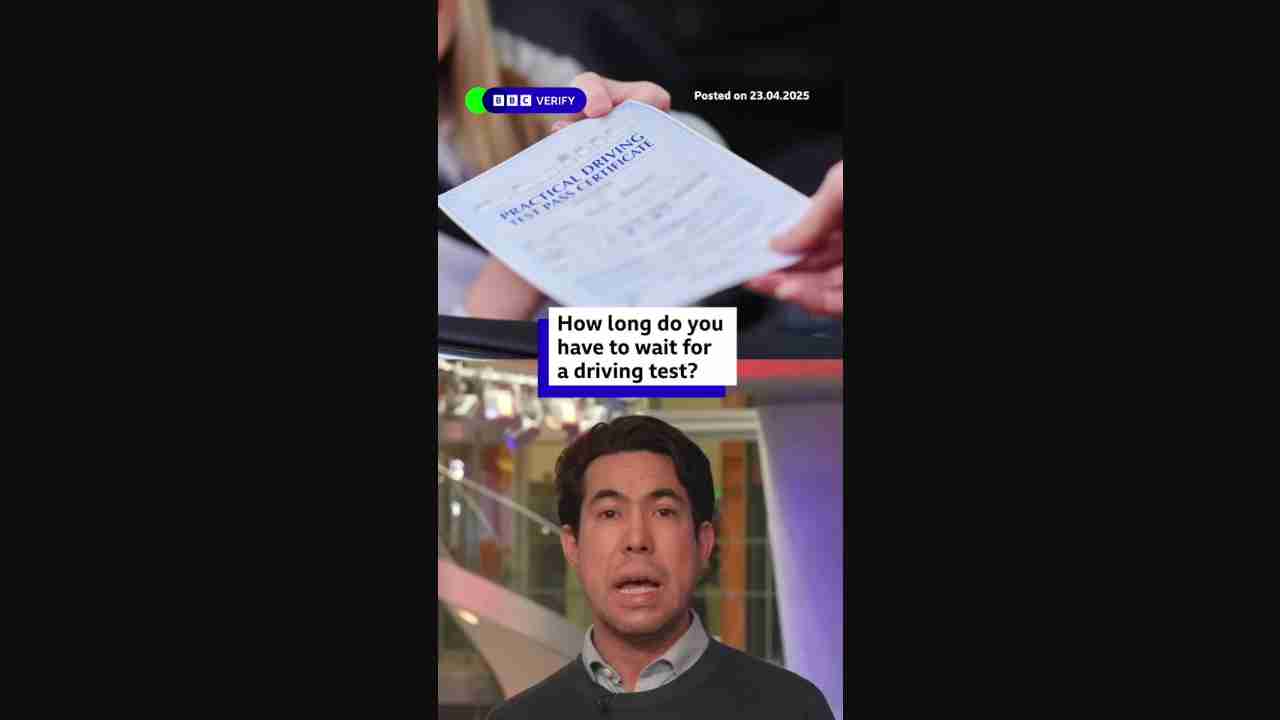 BBC VERIFY
Posted on 23.04.2025
PRACTICAL DRIVING
TEST PASS CERTIFICATE
How long do you
have to wait for
a driving test?